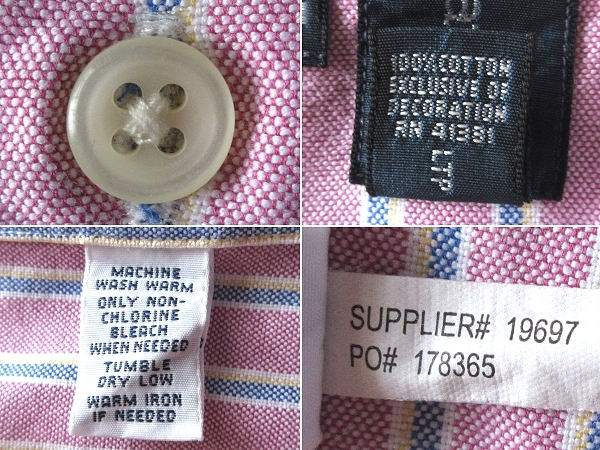 100% COTTON
EXCLUSIVE OF
DECORATION
RN 41381
LTP
MACHINE
WASH WARM
ONLY NON-
CHLORINE
BLEACH
WHEN NEEDED
TUMBLE
DRY LOW
WARM IRON
IF NEEDED
SUPPLIER# 19697
PO# 178365